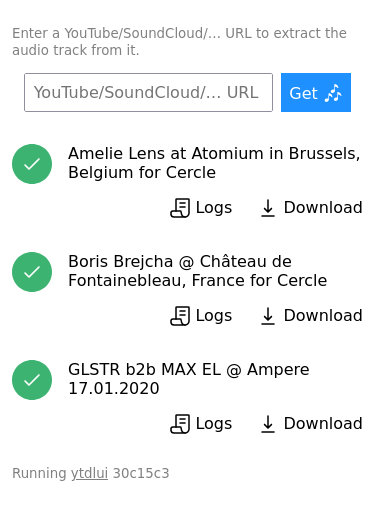 Enter a YouTube/SoundCloud/... URL to extract the
audio track from it.
YouTube/SoundCloud/... URL
Get 🎶
Amelie Lens at Atomium in Brussels,
Belgium for Cercle
Logs Download
Boris Brejcha @ Château de
Fontainebleau, France for Cercle
Logs Download
GLSTR b2b MAX EL @ Ampere
17.01.2020
Logs Download
Running ytdlui 30c15c3